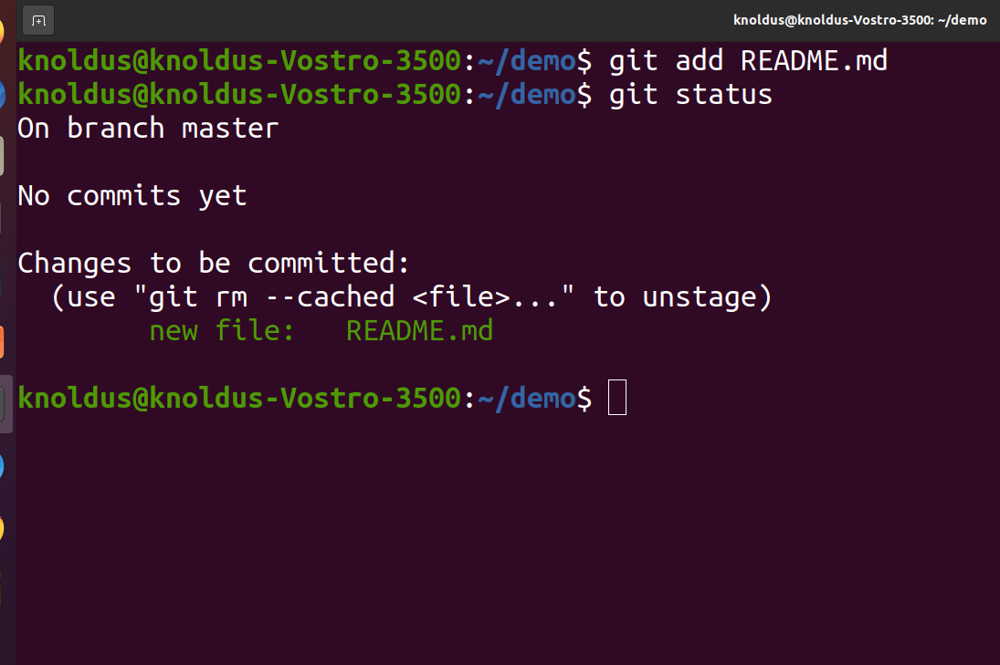 knoldus@knoldus-Vostro-3500: ~/demo
knoldus@knoldus-Vostro-3500:~/demo$ git add README.md
knoldus@knoldus-Vostro-3500:~/demo$ git status
On branch master
No commits yet
Changes to be committed:
  (use "git rm --cached <file>..." to unstage)
        new file:   README.md
knoldus@knoldus-Vostro-3500:~/demo$